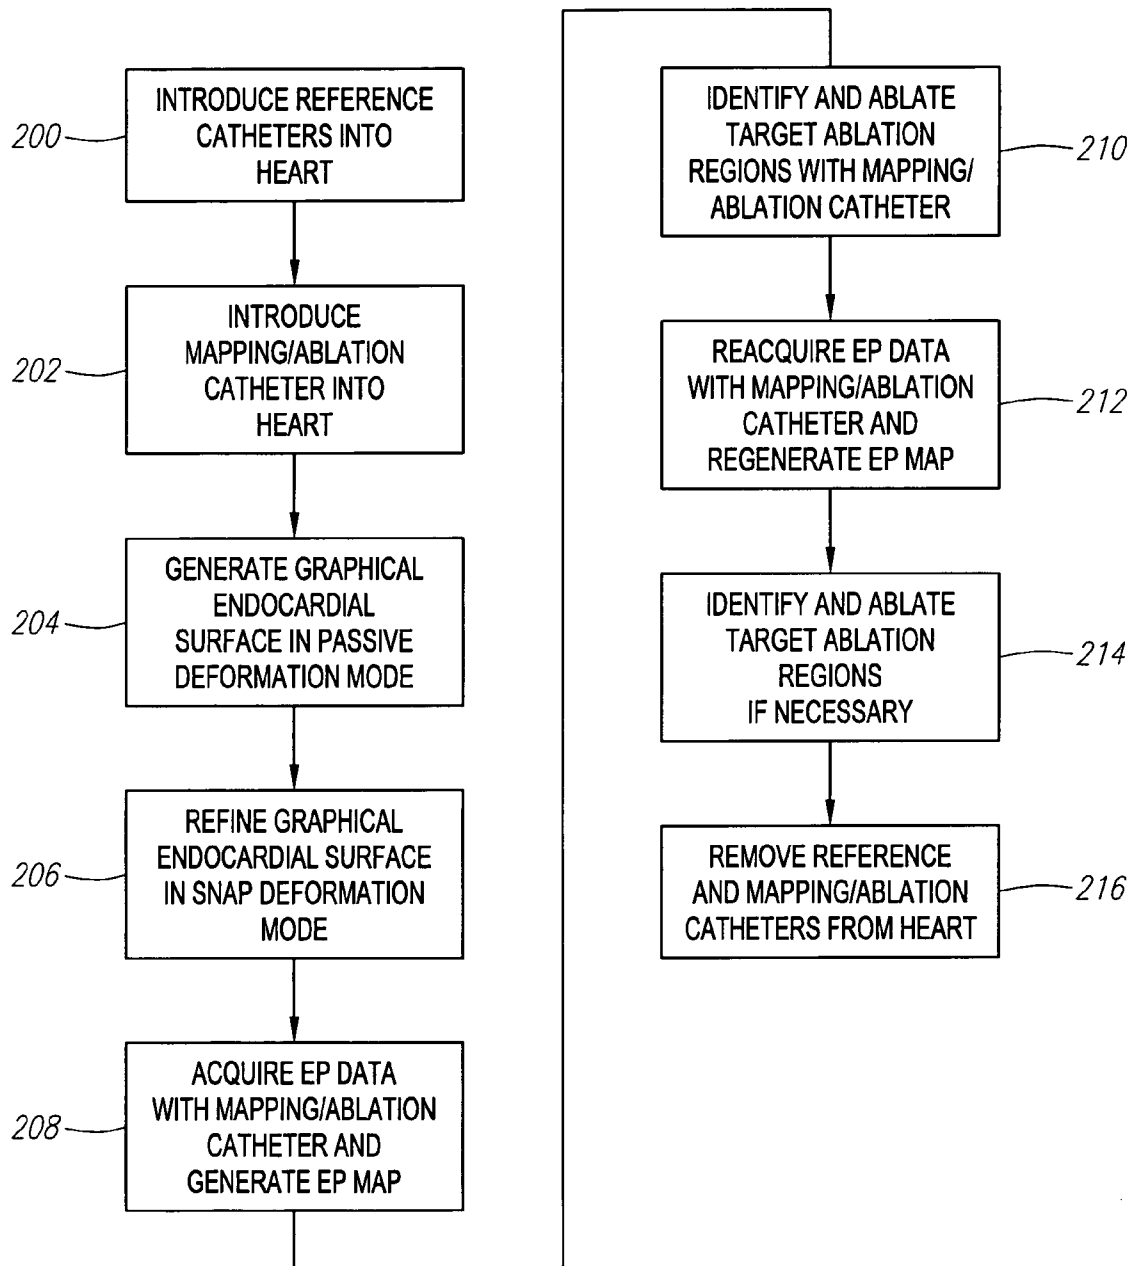 200
INTRODUCE REFERENCE
CATHETERS INTO
HEART
202
INTRODUCE
MAPPING/ABLATION
CATHETER INTO
HEART
204
GENERATE GRAPHICAL
ENDOCARDIAL
SURFACE IN PASSIVE
DEFORMATION MODE
206
REFINE GRAPHICAL
ENDOCARDIAL SURFACE
IN SNAP DEFORMATION
MODE
208
ACQUIRE EP DATA
WITH MAPPING/ABLATION
CATHETER AND
GENERATE EP MAP
IDENTIFY AND ABLATE
TARGET ABLATION
REGIONS WITH MAPPING/
ABLATION CATHETER
210
REACQUIRE EP DATA
WITH MAPPING/ABLATION
CATHETER AND
REGENERATE EP MAP
212
IDENTIFY AND ABLATE
TARGET ABLATION
REGIONS
IF NECESSARY
214
REMOVE REFERENCE
AND MAPPING/ABLATION
CATHETERS FROM HEART
216